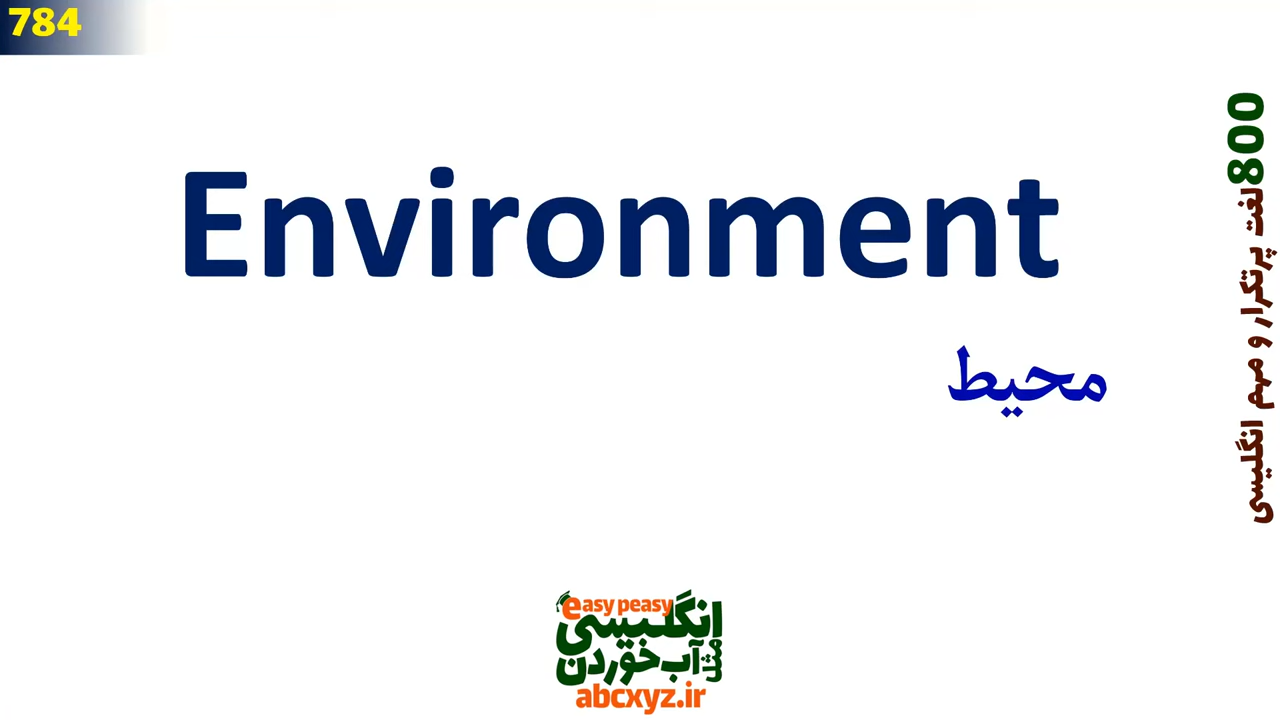 784
Environment
محیط
800 لغت پرتکرار و مهم انگلیسی
easy peasy
انگلیسی
مثل آب خوردن
abcxyz.ir